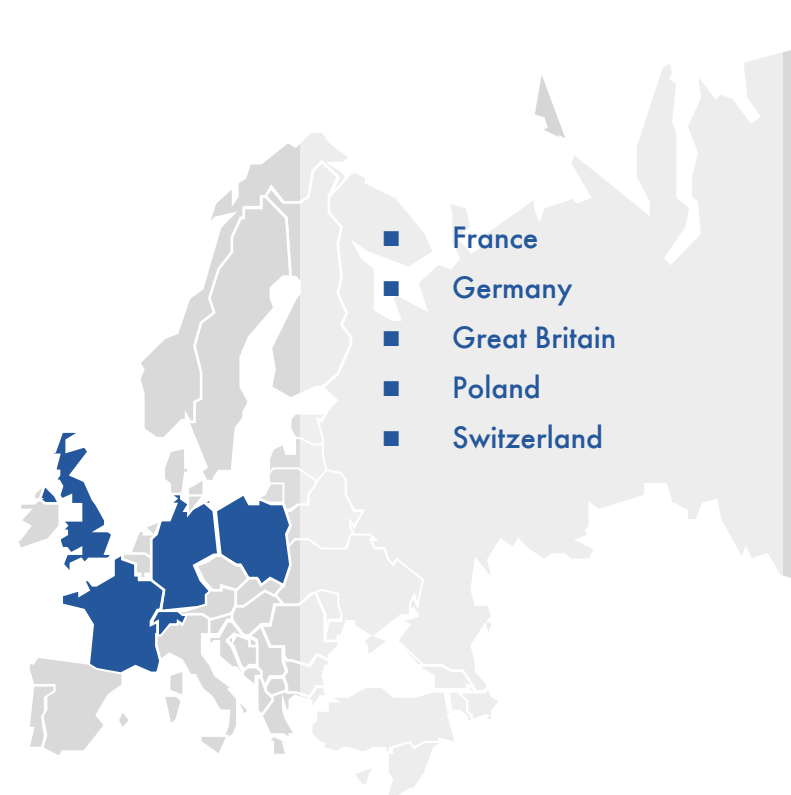 France
Germany
Great Britain
Poland
Switzerland